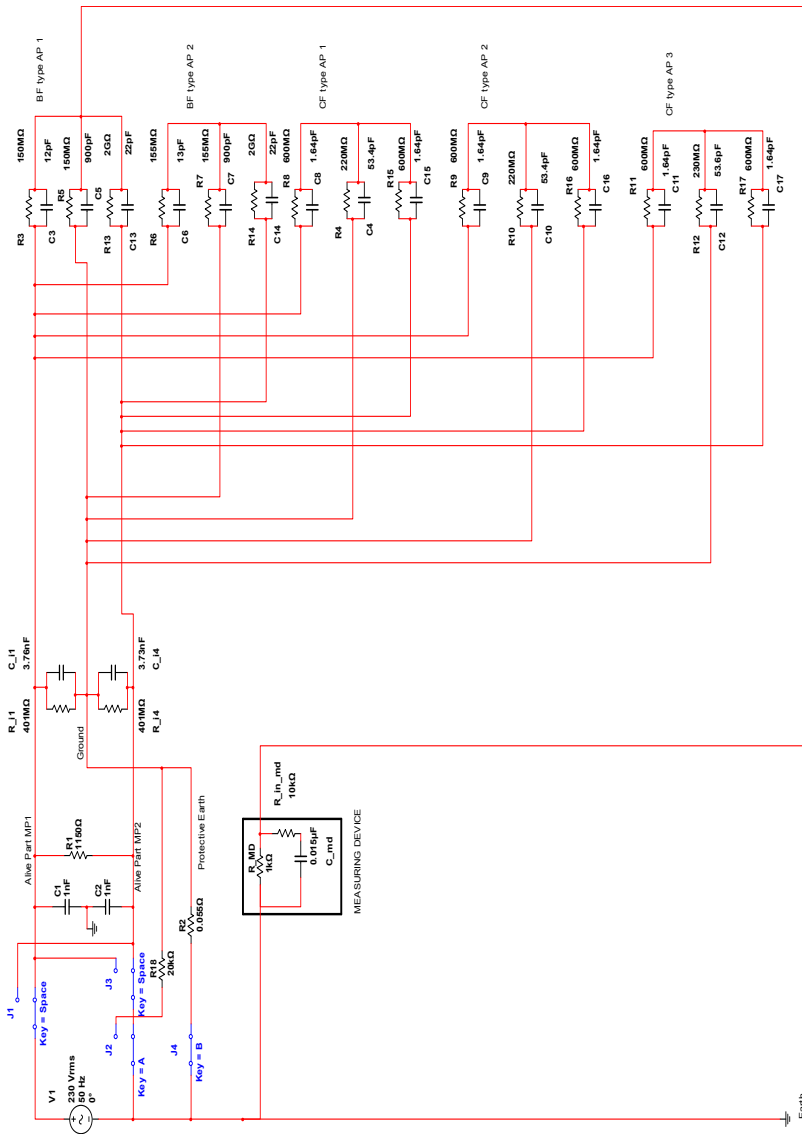 BF type AP 1
BF type AP 2
CF type AP 1
CF type AP 2
CF type AP 3
150MΩ
12pF
R3
C3
150MΩ
900pF
R5
C5
2GΩ
22pF
R13
C13
155MΩ
13pF
R6
C6
155MΩ
900pF
R7
C7
2GΩ
22pF
R14
C14
600MΩ
1.64pF
R8
C8
220MΩ
53.4pF
R4
C4
600MΩ
1.64pF
R15
C15
600MΩ
1.64pF
R9
C9
220MΩ
53.4pF
R10
C10
600MΩ
1.64pF
R16
C16
600MΩ
1.64pF
R11
C11
230MΩ
53.6pF
R12
C12
600MΩ
1.64pF
R17
C17
C_i1
3.76nF
R_i1
401MΩ
3.73nF
C_i4
401MΩ
R_i4
Ground
Alive Part MP1
R1
1150Ω
Alive Part MP2
Protective Earth
C1
1nF
C2
1nF
R2
0.055Ω
R18
20kΩ
R_in_md
10kΩ
R_MD
1kΩ
0.015µF
C_md
MEASURING DEVICE
J1
Key = Space
J3
Key = Space
J2
Key = A
J4
Key = B
V1
230 Vrms
50 Hz
0°
Earth